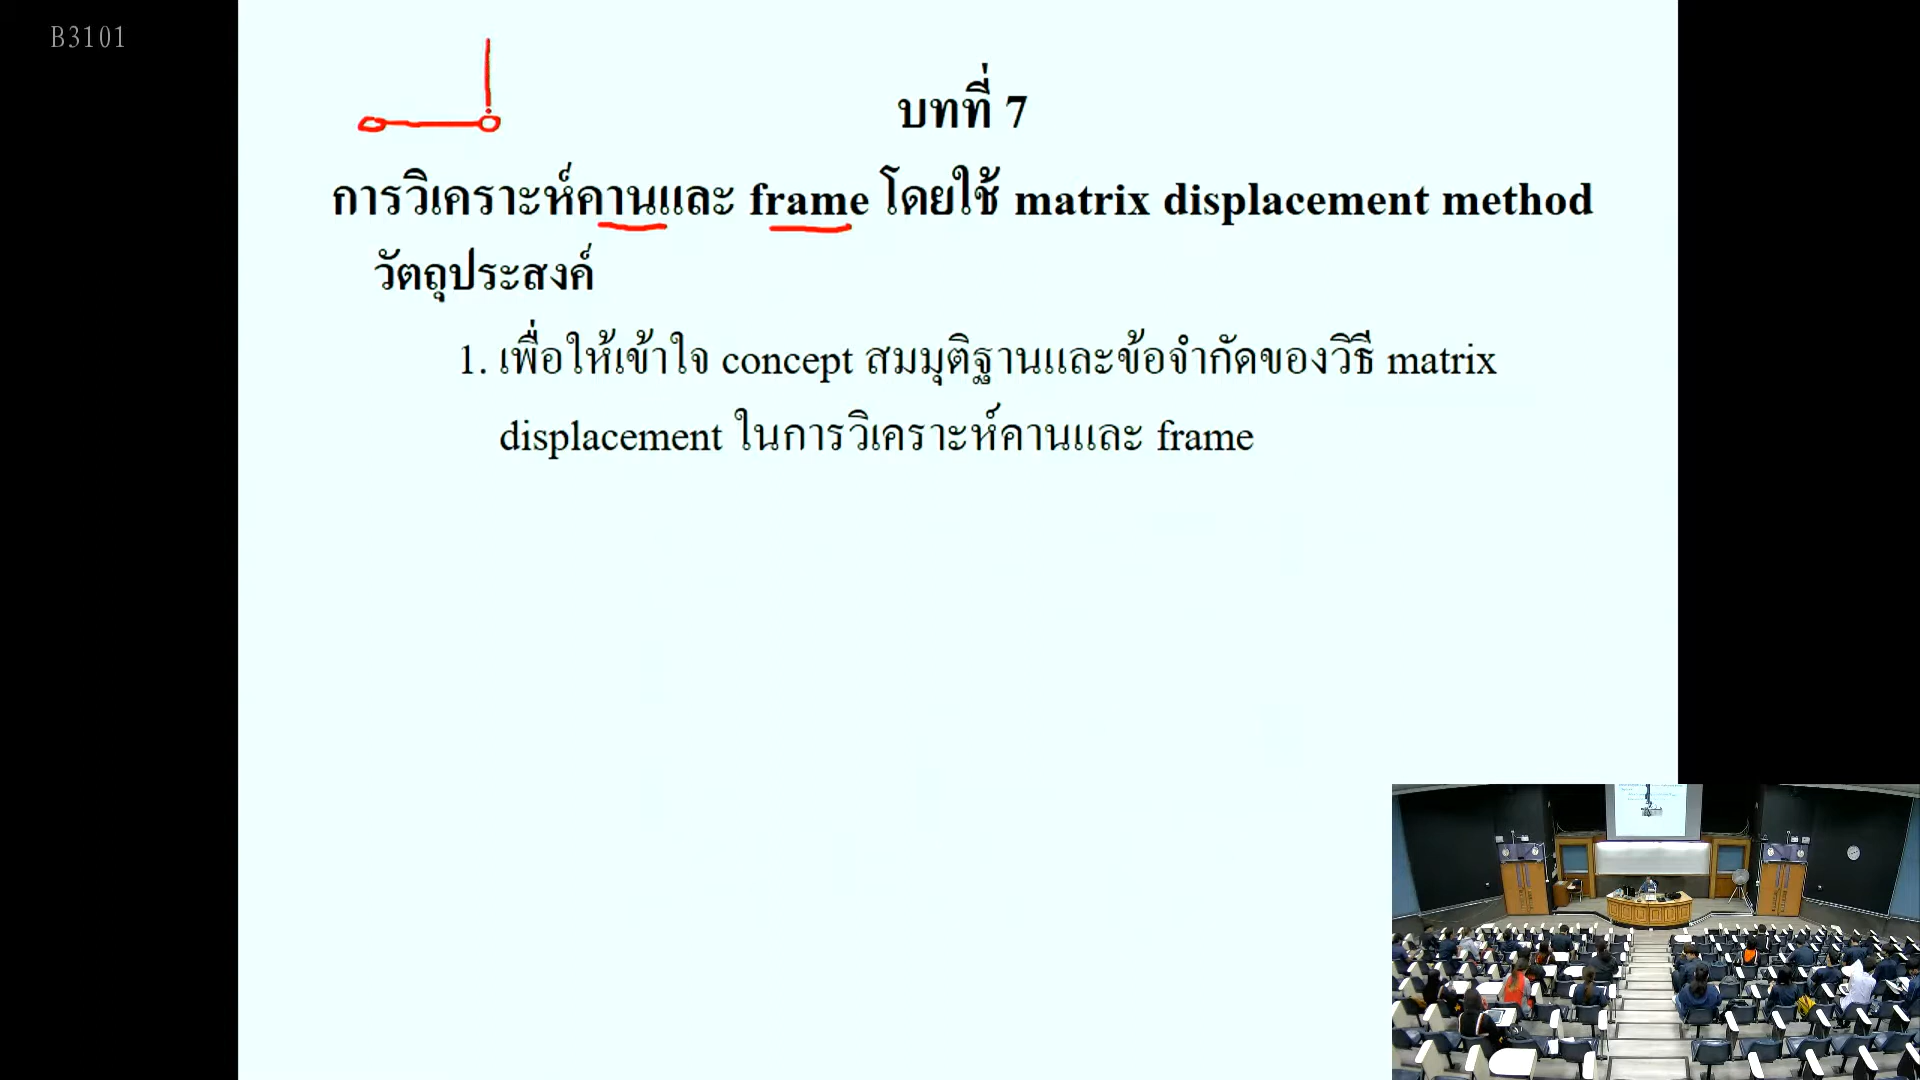 B3101
บทที่ 7
การวิเคราะห์คานและ frame โดยใช้ matrix displacement method
วัตถุประสงค์
1. เพื่อให้เข้าใจ concept สมมุติฐานและข้อจำกัดของวิธี matrix
displacement ในการวิเคราะห์คานและ frame